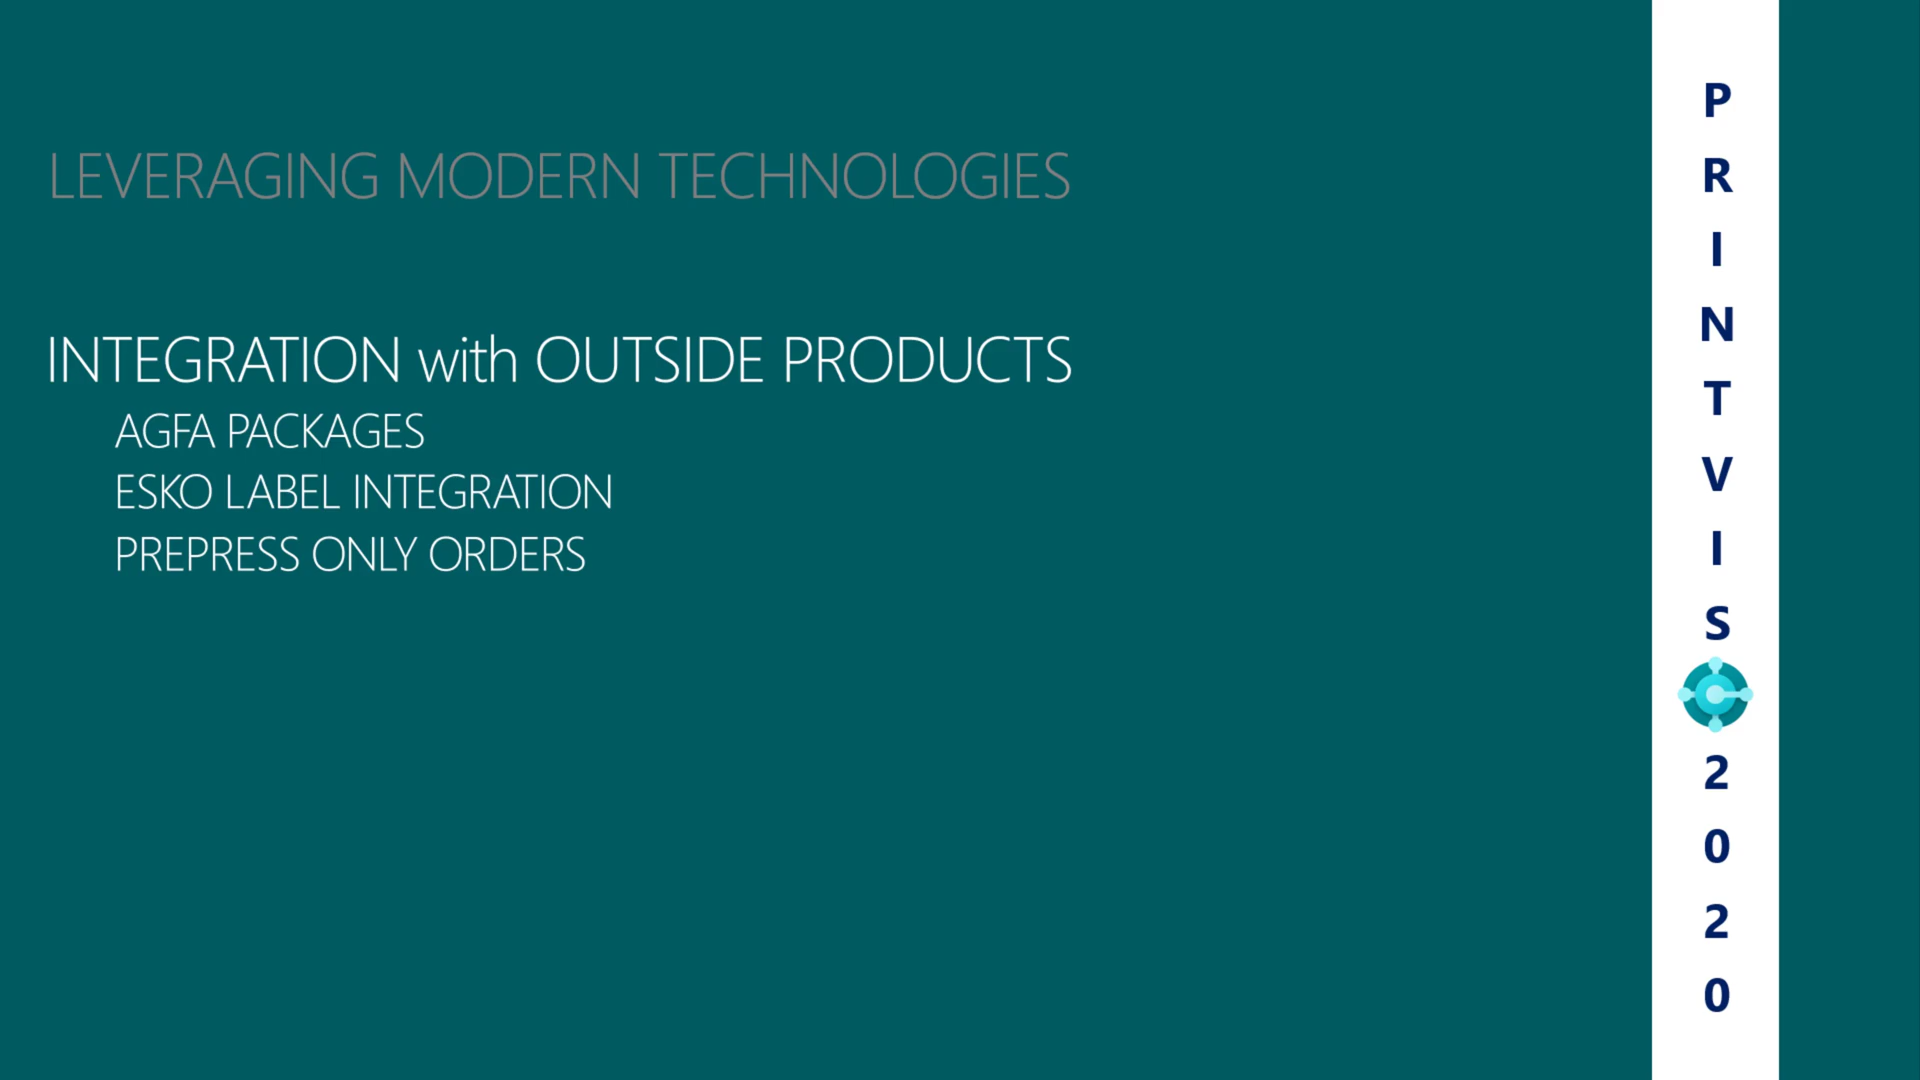 LEVERAGING MODERN TECHNOLOGIES
INTEGRATION with OUTSIDE PRODUCTS
AGFA PACKAGES
ESKO LABEL INTEGRATION
PREPRESS ONLY ORDERS
P
R
I
N
T
V
I
S
2
0
2
0